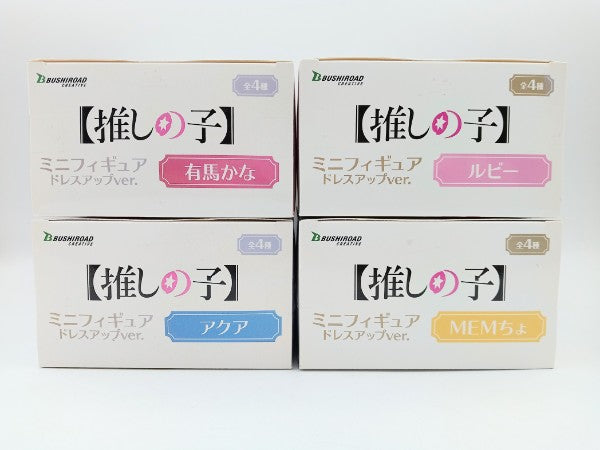 BUSHIROAD
CREATIVE
全4種
【推しの子】
ミニフィギュア
ドレスアップver.
有馬かな
BUSHIROAD
CREATIVE
全4種
【推しの子】
ミニフィギュア
ドレスアップver.
ルビー
BUSHIROAD
CREATIVE
全4種
【推しの子】
ミニフィギュア
ドレスアップver.
アクア
BUSHIROAD
CREATIVE
全4種
【推しの子】
ミニフィギュア
ドレスアップver.
MEMちょ